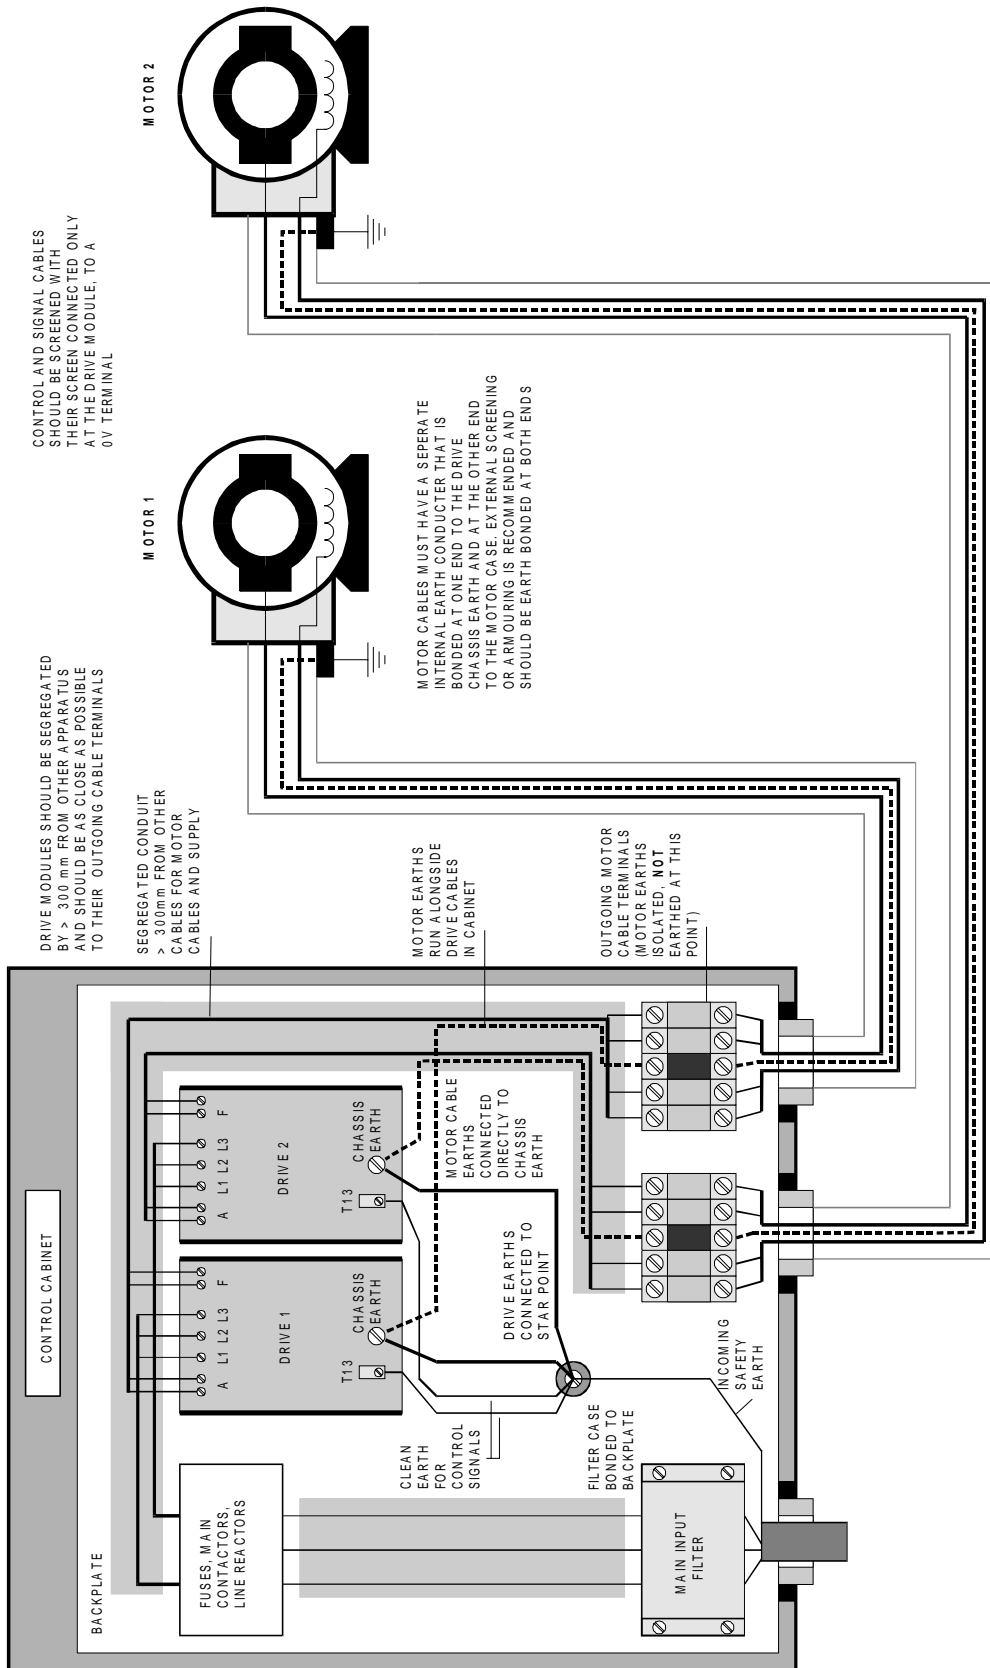 CONTROL CABINET
BACKPLATE
FUSES, MAIN
CONTACTORS,
LINE REACTORS
A
L1 L2 L3
F
DRIVE 1
T13
CHASSIS
EARTH
A
L1 L2 L3
F
DRIVE 2
T13
CHASSIS
EARTH
CLEAN
EARTH
FOR
CONTROL
SIGNALS
MOTOR CABLE
EARTHS
CONNECTED
DIRECTLY TO
CHASSIS
EARTH
DRIVE EARTHS
CONNECTED TO
STAR POINT
FILTER CASE
BONDED TO
BACKPLATE
MAIN INPUT
FILTER
INCOMING
SAFETY
EARTH
DRIVE MODULES SHOULD BE SEGREGATED
BY > 300 mm FROM OTHER APPARATUS
AND SHOULD BE AS CLOSE AS POSSIBLE
TO THEIR OUTGOING CABLE TERMINALS
SEGREGATED CONDUIT
> 300mm FROM OTHER
CABLES FOR MOTOR
CABLES AND SUPPLY
MOTOR EARTHS
RUN ALONGSIDE
DRIVE CABLES
IN CABINET
OUTGOING MOTOR
CABLE TERMINALS
(MOTOR EARTHS
ISOLATED, NOT
EARTHED AT THIS
POINT)
MOTOR 1
MOTOR CABLES MUST HAVE A SEPERATE
INTERNAL EARTH CONDUCTER THAT IS
BONDED AT ONE END TO THE DRIVE
CHASSIS EARTH AND AT THE OTHER END
TO THE MOTOR CASE. EXTERNAL SCREENING
OR ARMOURING IS RECOMMENDED AND
SHOULD BE EARTH BONDED AT BOTH ENDS
CONTROL AND SIGNAL CABLES
SHOULD BE SCREENED WITH
THEIR SCREEN CONNECTED ONLY
AT THE DRIVE MODULE, TO A
0V TERMINAL
MOTOR 2